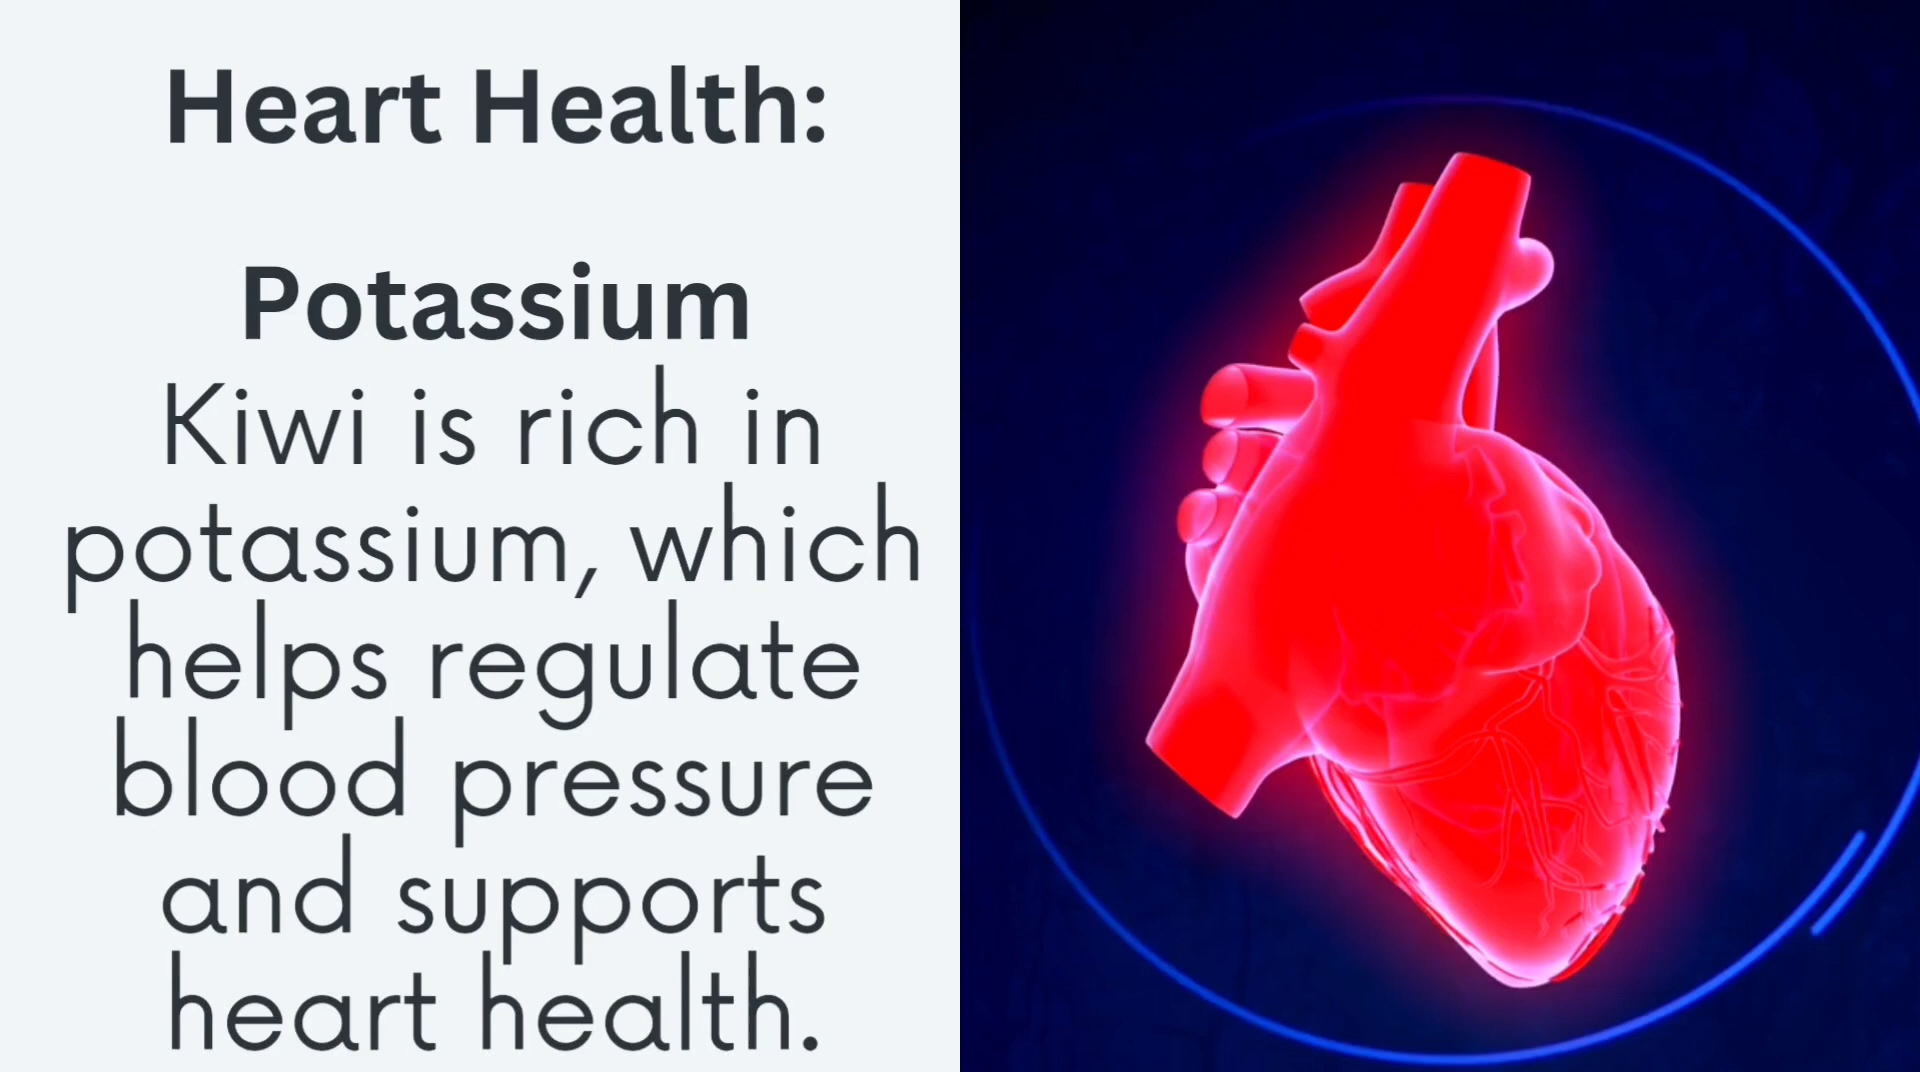 Heart Health:
Potassium
Kiwi is rich in
potassium, which
helps regulate
blood pressure
and supports
heart health.